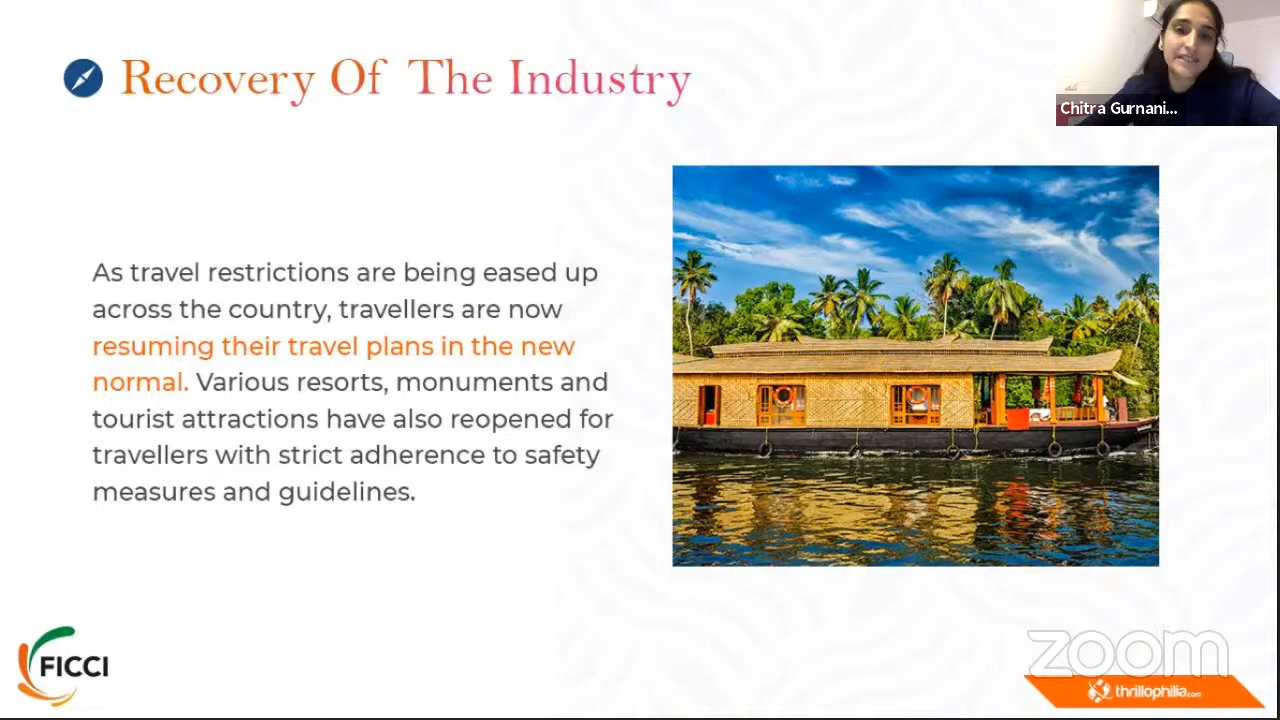 Recovery Of The Industry
Chitra Gurnani...
As travel restrictions are being eased up
across the country, travellers are now
resuming their travel plans in the new
normal. Various resorts, monuments and
tourist attractions have also reopened for
travellers with strict adherence to safety
measures and guidelines.
FICCI
zoom
thrillophilia.com